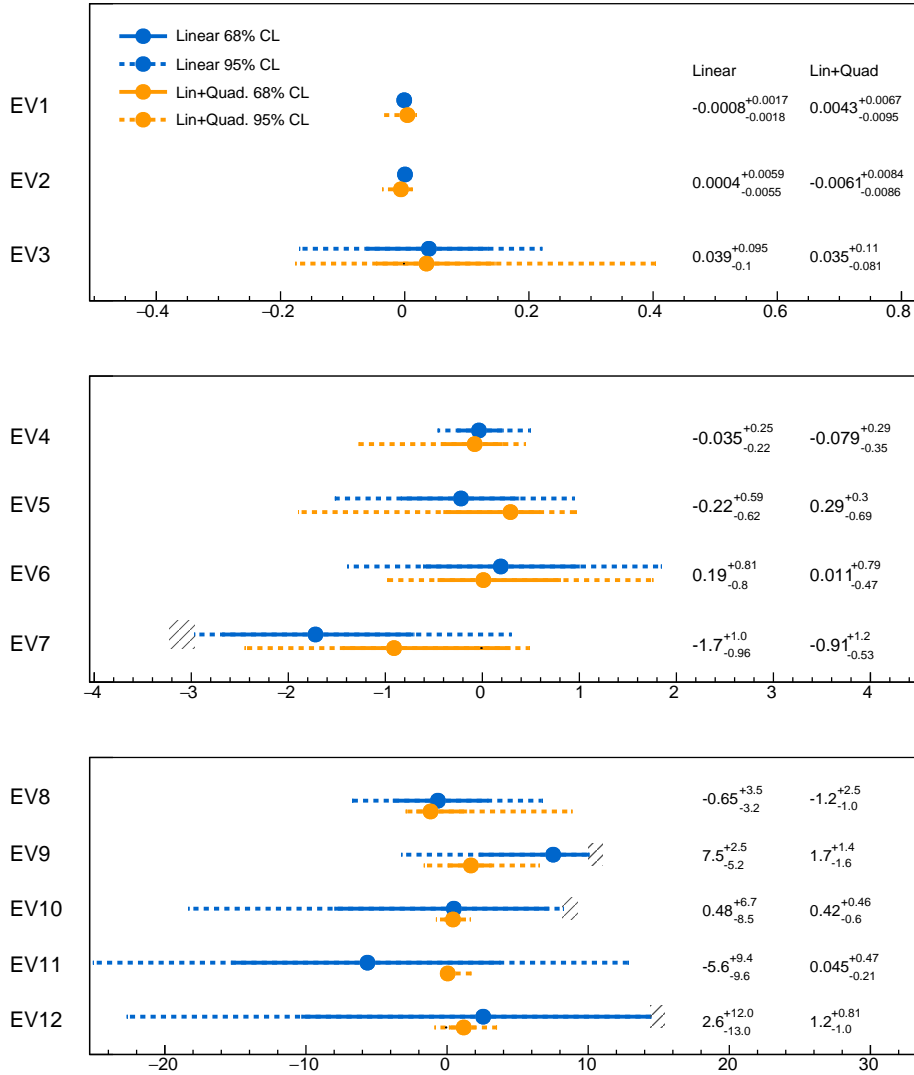 Linear 68% CL
Linear 95% CL
Lin+Quad. 68% CL
Lin+Quad. 95% CL
Linear Lin+Quad
EV1 -0.0008 +0.0017 -0.0018 0.0043 +0.0067 -0.0095
EV2 0.0004 +0.0059 -0.0055 -0.0061 +0.0084 -0.0086
EV3 0.039 +0.095 -0.1 0.035 +0.11 -0.081
−0.4 −0.2 0 0.2 0.4 0.6 0.8
EV4 -0.035 +0.25 -0.22 -0.079 +0.29 -0.35
EV5 -0.22 +0.59 -0.62 0.29 +0.3 -0.69
EV6 0.19 +0.81 -0.8 0.011 +0.79 -0.47
EV7 -1.7 +1.0 -0.96 -0.91 +1.2 -0.53
−4 −3 −2 −1 0 1 2 3 4
EV8 -0.65 +3.5 -3.2 -1.2 +2.5 -1.0
EV9 7.5 +2.5 -5.2 1.7 +1.4 -1.6
EV10 0.48 +6.7 -8.5 0.42 +0.46 -0.6
EV11 -5.6 +9.4 -9.6 0.045 +0.47 -0.21
EV12 2.6 +12.0 -13.0 1.2 +0.81 -1.0
−20 −10 0 10 20 30